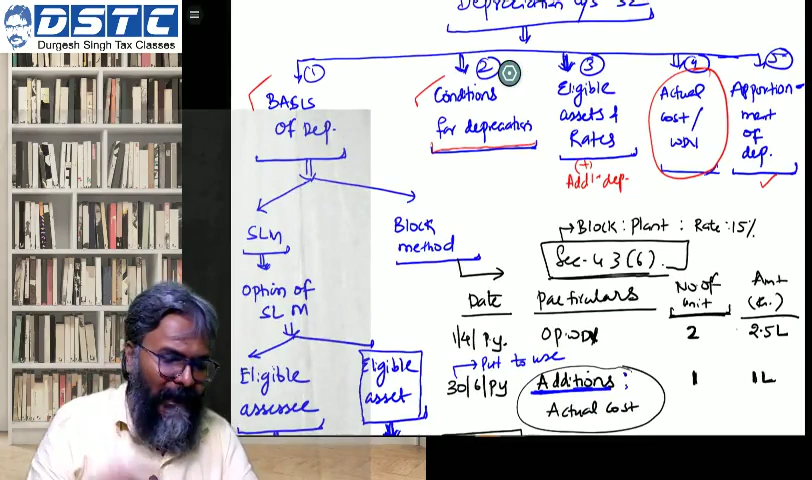 DSTC
Durgesh Singh Tax Classes
Depreciation u/s 32
1
BASIS
Of Dep.
2
Conditions
for depreciation
3
Eligible
assets &
Rates
(+)
Addl. dep.
4
Actual
cost /
WDV
5
Apportion-
ment of
dep.
SLM
Option of
SLM
Eligible
assessee
Eligible
asset
Block
method
Block : Plant : Rate : 15%
Sec-43(6).
Date Particulars No of unit Amt (₹.)
1/4/Py. OP WDV 2 2.5L
Put to use
30/6/Py Additions : 1 1L
Actual cost